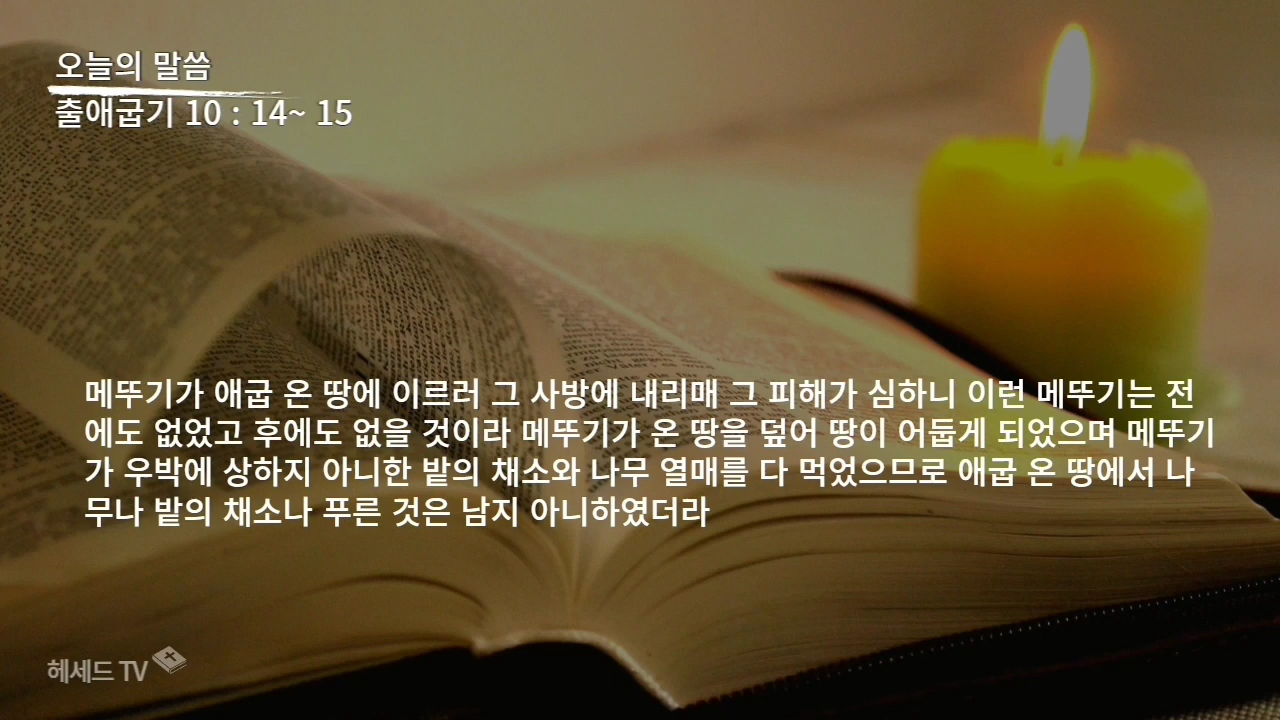 오늘의 말씀
출애굽기 10 : 14~ 15
메뚜기가 애굽 온 땅에 이르러 그 사방에 내리매 그 피해가 심하니 이런 메뚜기는 전
에도 없었고 후에도 없을 것이라 메뚜기가 온 땅을 덮어 땅이 어둡게 되었으며 메뚜기
가 우박에 상하지 아니한 밭의 채소와 나무 열매를 다 먹었으므로 애굽 온 땅에서 나
무나 밭의 채소나 푸른 것은 남지 아니하였더라
헤세드 TV